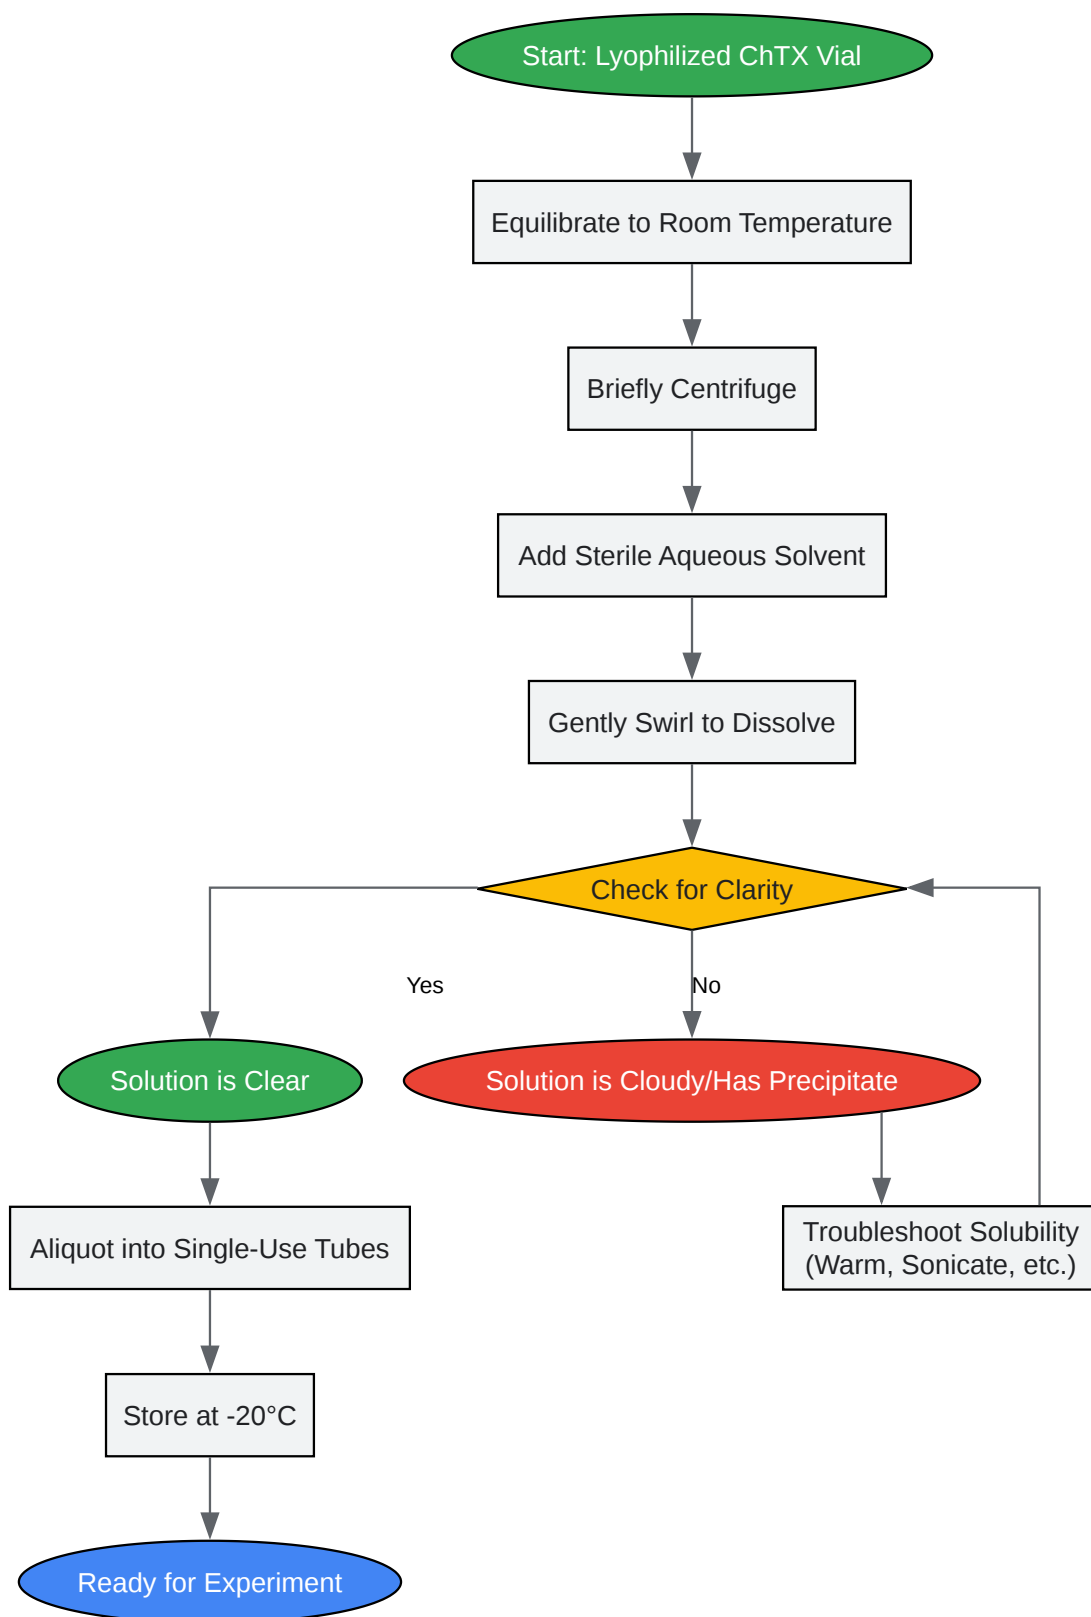 Start: Lyophilized ChTX Vial
Equilibrate to Room Temperature
Briefly Centrifuge
Add Sterile Aqueous Solvent
Gently Swirl to Dissolve
Check for Clarity
Yes
No
Solution is Clear
Solution is Cloudy/Has Precipitate
Aliquot into Single-Use Tubes
Troubleshoot Solubility
(Warm, Sonicate, etc.)
Store at -20°C
Ready for Experiment